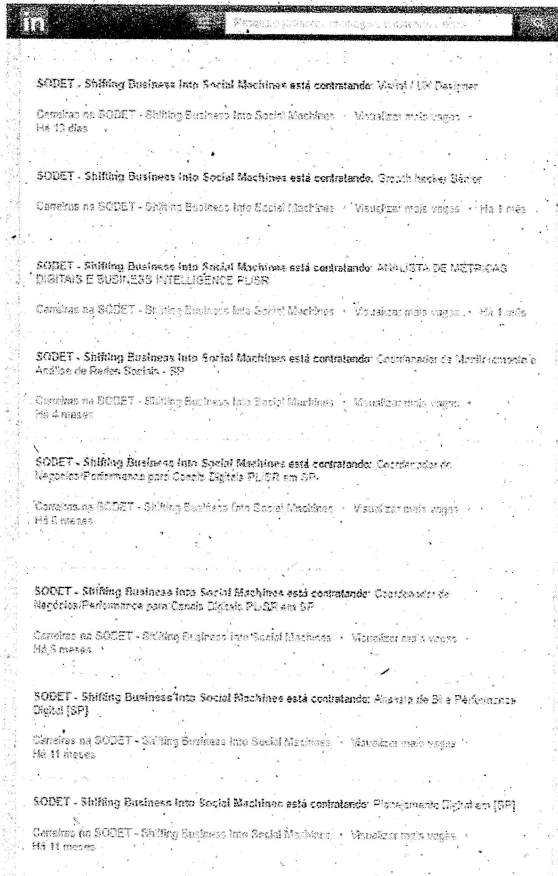 in
SODET - Shifting Business Into Social Machines está contratando: Visual / UX Designer
Carreiras na SODET - Shifting Business Into Social Machines · Visualizar mais vagas ·
Há 13 dias
SODET - Shifting Business Into Social Machines está contratando: Growth hacker Sênior
Carreiras na SODET - Shifting Business Into Social Machines · Visualizar mais vagas · Há 1 mês
SODET - Shifting Business Into Social Machines está contratando: ANALISTA DE MÉTRICAS
DIGITAIS E BUSINESS INTELLIGENCE PL/SR
Carreiras na SODET - Shifting Business Into Social Machines · Visualizar mais vagas · Há 1 mês
SODET - Shifting Business Into Social Machines está contratando: Coordenador de Monitoramento e
Análise de Redes Sociais - SP
Carreiras na SODET - Shifting Business Into Social Machines · Visualizar mais vagas ·
Há 4 meses
SODET - Shifting Business Into Social Machines está contratando: Coordenador de
Negócios/Performance para Canais Digitais PL/SR em SP
Carreiras na SODET - Shifting Business Into Social Machines · Visualizar mais vagas ·
Há 6 meses
SODET - Shifting Business Into Social Machines está contratando: Coordenador de
Negócios/Performance para Canais Digitais PL/SR em SP
Carreiras na SODET - Shifting Business Into Social Machines · Visualizar mais vagas ·
Há meses
SODET - Shifting Business Into Social Machines está contratando: Analista de BI e Performance
Digital [SP]
Carreiras na SODET - Shifting Business Into Social Machines · Visualizar mais vagas ·
Há 11 meses
SODET - Shifting Business Into Social Machines está contratando: Planejamento Digital em [SP]
Carreiras na SODET - Shifting Business Into Social Machines · Visualizar mais vagas ·
Há 11 meses